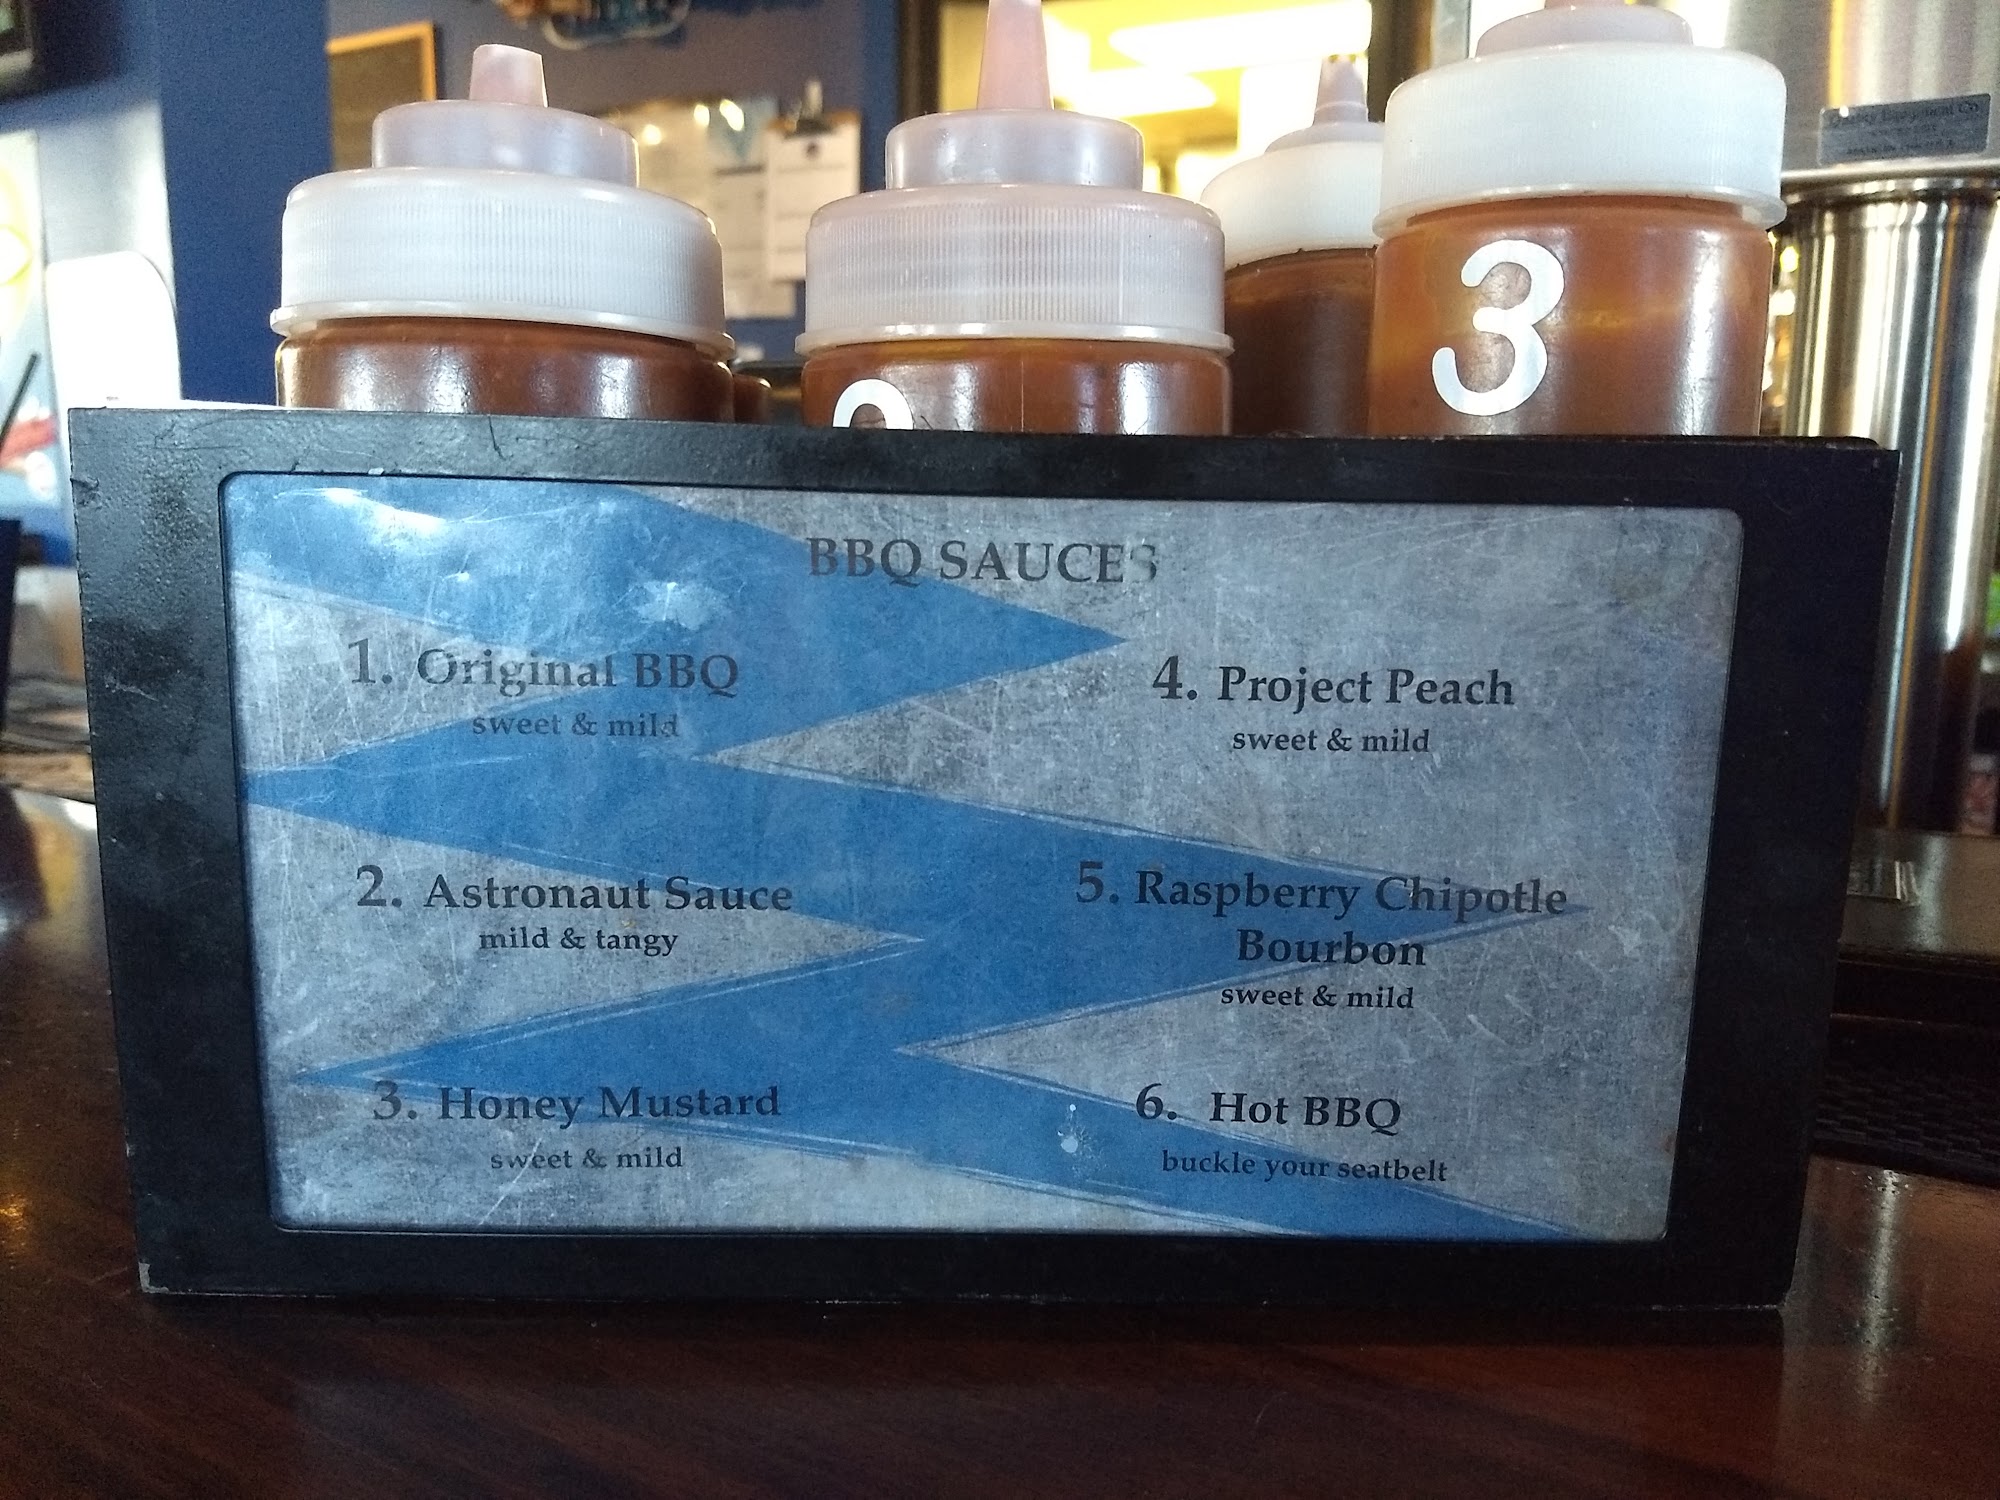 3
BBQ SAUCES
1. Original BBQ
sweet & mild
2. Astronaut Sauce
mild & tangy
3. Honey Mustard
sweet & mild
4. Project Peach
sweet & mild
5. Raspberry Chipotle
Bourbon
sweet & mild
6. Hot BBQ
buckle your seatbelt